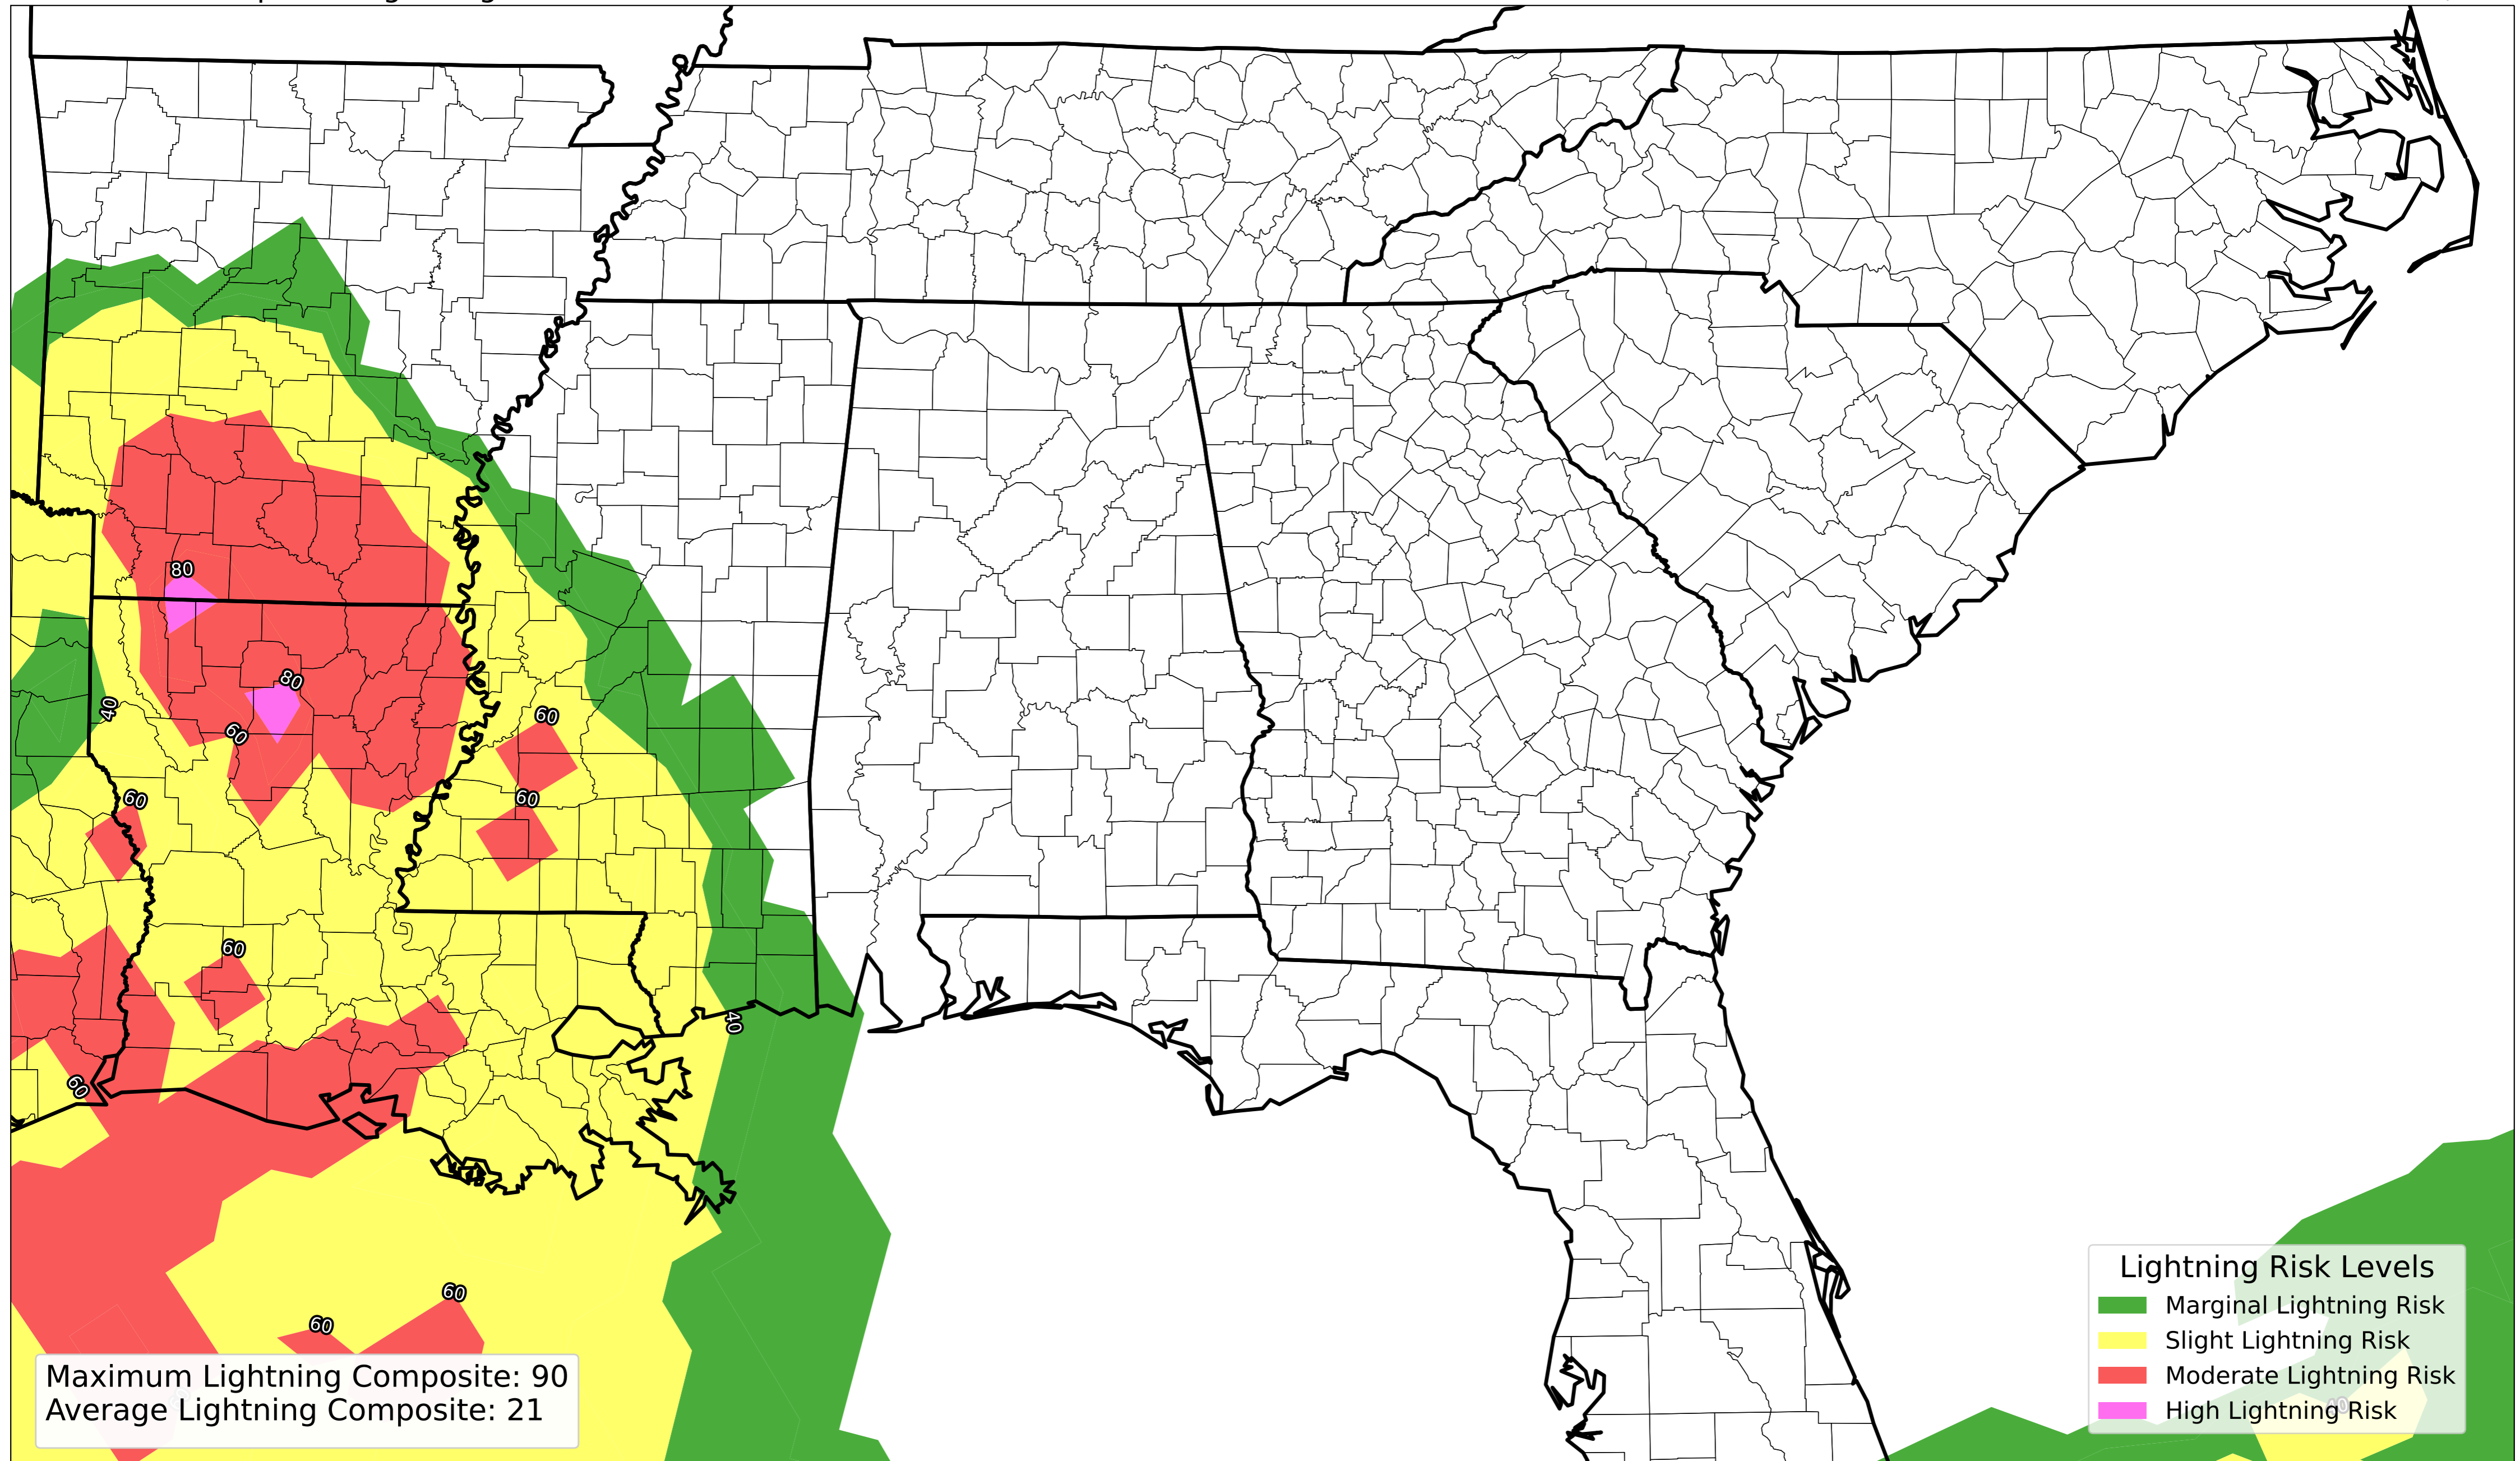 80
80
40
60
60
60
60
60
40
60
60
60
Maximum Lightning Composite: 90
Average Lightning Composite: 21
Lightning Risk Levels
Marginal Lightning Risk
Slight Lightning Risk
Moderate Lightning Risk
High Lightning Risk
40